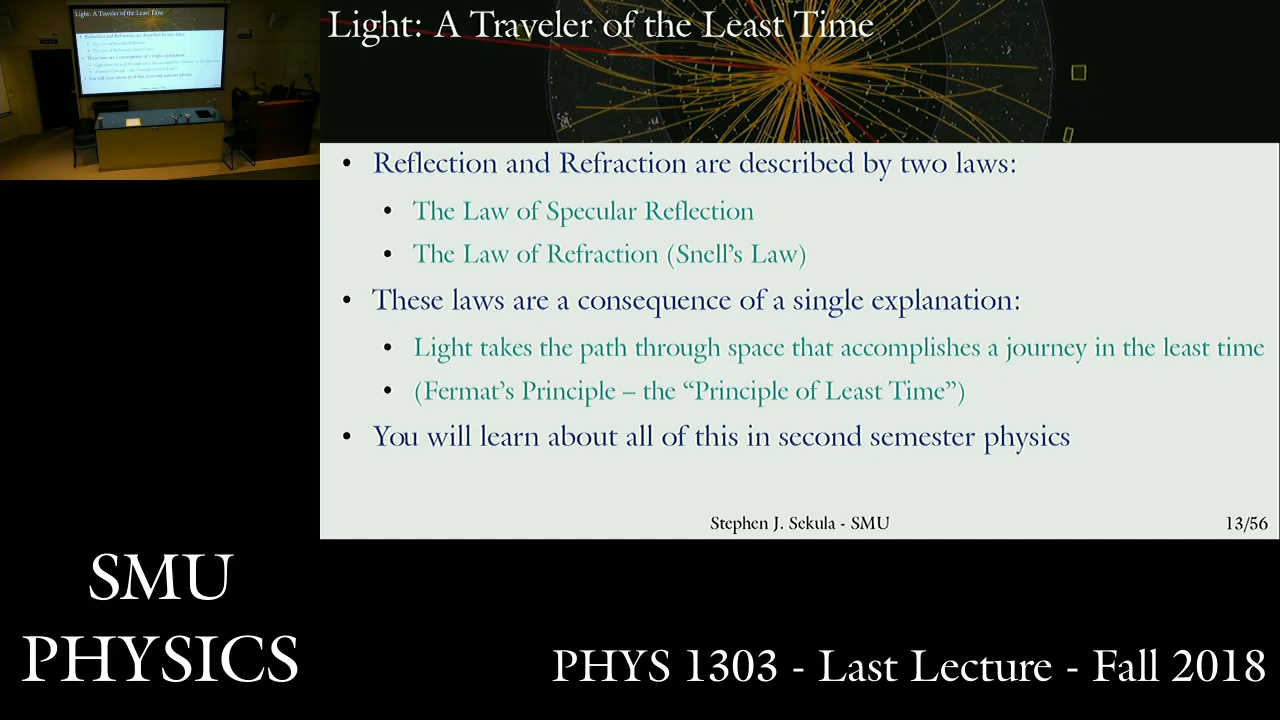 Light: A Traveler of the Least Time
• Reflection and Refraction are described by two laws:
• The Law of Specular Reflection
• The Law of Refraction (Snell's Law)
• These laws are a consequence of a single explanation:
• Light takes the path through space that accomplishes a journey in the least time
• (Fermat's Principle – the “Principle of Least Time”)
• You will learn about all of this in second semester physics
Stephen J. Sekula - SMU
13/56
SMU
PHYSICS
PHYS 1303 - Last Lecture - Fall 2018